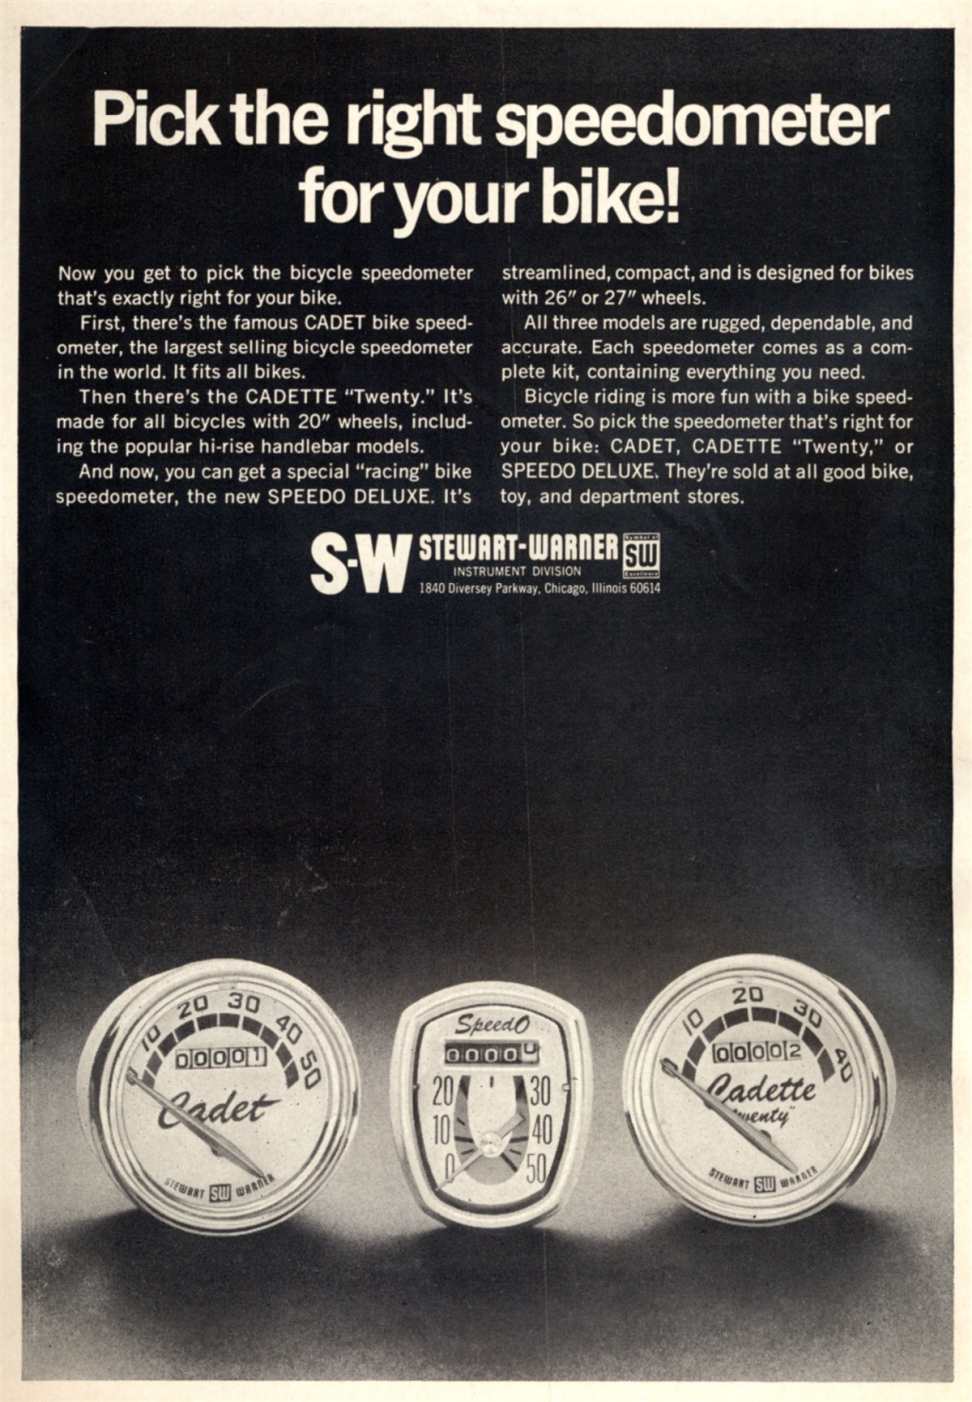 Pick the right speedometer
for your bike!
Now you get to pick the bicycle speedometer
that's exactly right for your bike.
First, there's the famous CADET bike speed-
ometer, the largest selling bicycle speedometer
in the world. It fits all bikes.
Then there's the CADETTE "Twenty." It's
made for all bicycles with 20" wheels, includ-
ing the popular hi-rise handlebar models.
And now, you can get a special "racing" bike
speedometer, the new SPEEDO DELUXE. It's
streamlined, compact, and is designed for bikes
with 26" or 27" wheels.
All three models are rugged, dependable, and
accurate. Each speedometer comes as a com-
plete kit, containing everything you need.
Bicycle riding is more fun with a bike speed-
ometer. So pick the speedometer that's right for
your bike: CADET, CADETTE "Twenty," or
SPEEDO DELUXE. They're sold at all good bike,
toy, and department stores.
S-W STEWART-WARNER
INSTRUMENT DIVISION
1840 Diversey Parkway, Chicago, Illinois 60614
Symbol of
SW
Excellence
10 20 30 40 50
00001
Cadet
STEWART SW WARNER
SpeedO
0000
20 30
10 40
0 50
10 20 30 40
00002
Cadette
Twenty"
STEWART SW WARNER